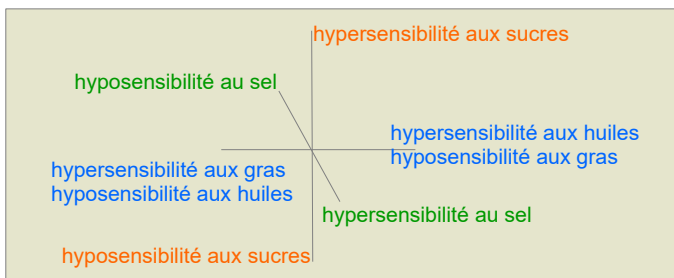 hypersensibilité aux sucres
hyposensibilité au sel
hypersensibilité aux huiles
hyposensibilité aux gras
hypersensibilité aux gras
hyposensibilité aux huiles
hypersensibilité au sel
hyposensibilité aux sucres